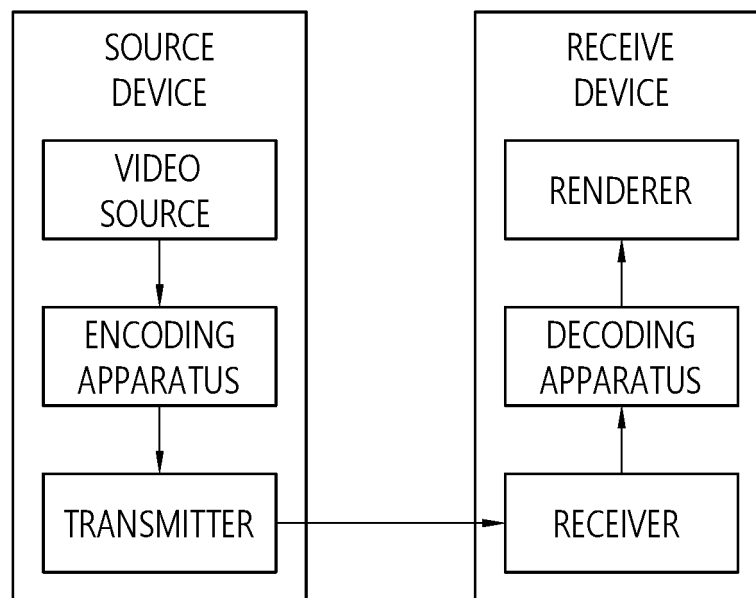 SOURCE
DEVICE
VIDEO
SOURCE
ENCODING
APPARATUS
TRANSMITTER
RECEIVE
DEVICE
RENDERER
DECODING
APPARATUS
RECEIVER